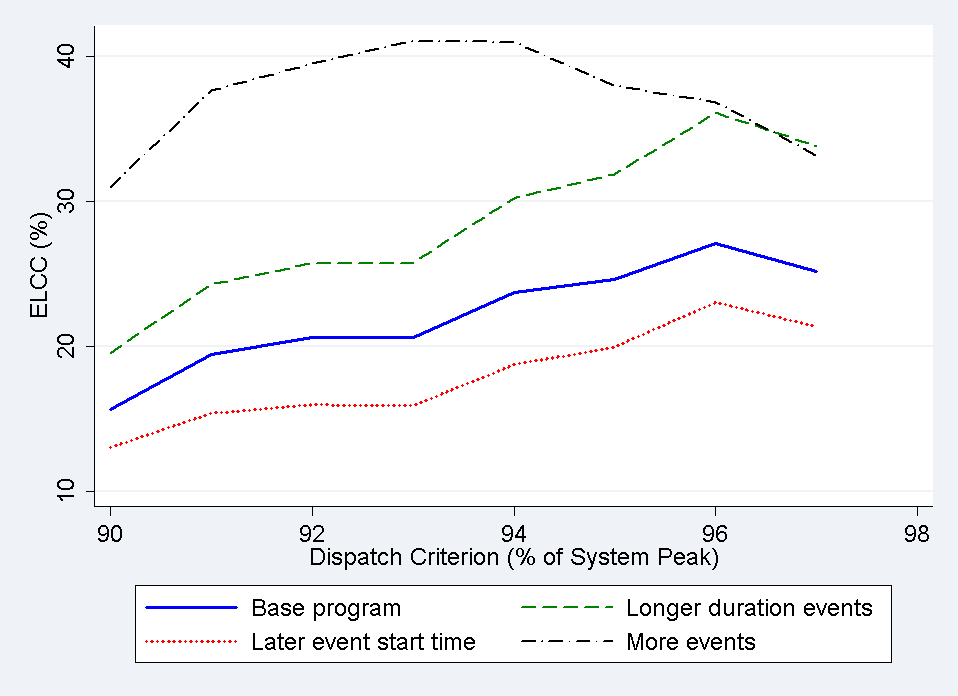 40
30
20
10
ELCC (%)
90 92 94 96 98
Dispatch Criterion (% of System Peak)
Base program Longer duration events
Later event start time More events